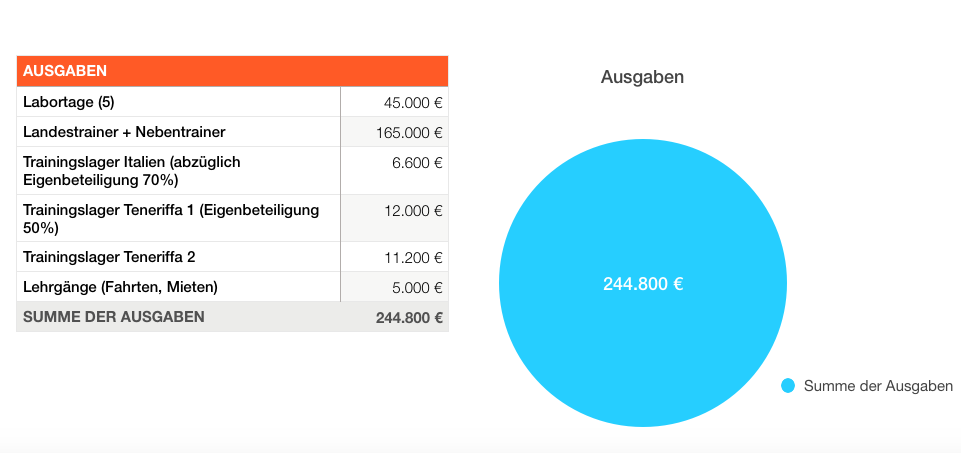 AUSGABEN
Labortage (5) 45.000 €
Landestrainer + Nebentrainer 165.000 €
Trainingslager Italien (abzüglich 6.600 €
Eigenbeteiligung 70%)
Trainingslager Teneriffa 1 (Eigenbeteiligung 12.000 €
50%)
Trainingslager Teneriffa 2 11.200 €
Lehrgänge (Fahrten, Mieten) 5.000 €
SUMME DER AUSGABEN 244.800 €
Ausgaben
244.800 €
Summe der Ausgaben